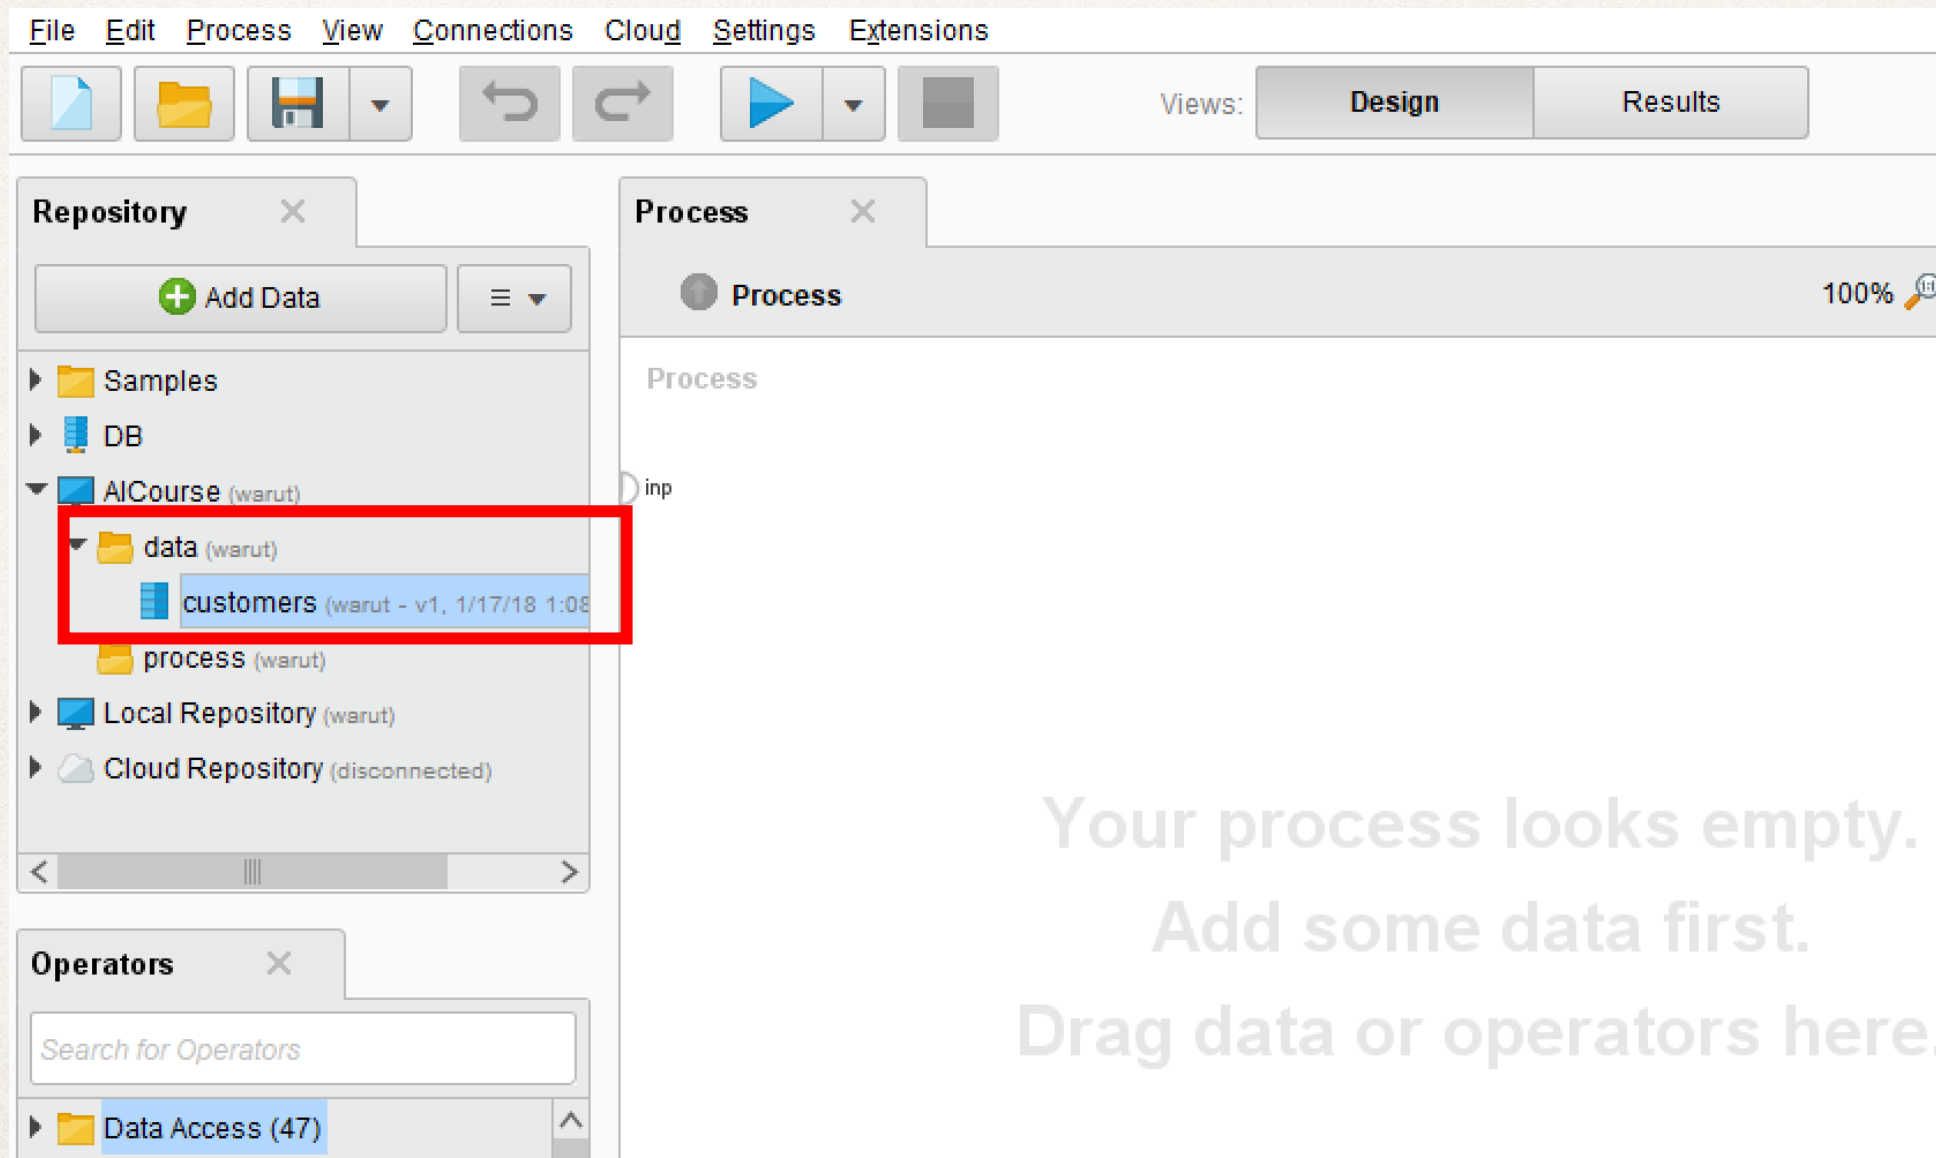 File Edit Process View Connections Cloud Settings Extensions
Views: Design Results
Repository
Add Data
Samples
DB
AICourse (warut)
data (warut)
customers (warut - v1, 1/17/18 1:08
process (warut)
Local Repository (warut)
Cloud Repository (disconnected)
Operators
Search for Operators
Data Access (47)
Process
Process
100%
Process
inp
Your process looks empty.
Add some data first.
Drag data or operators here.